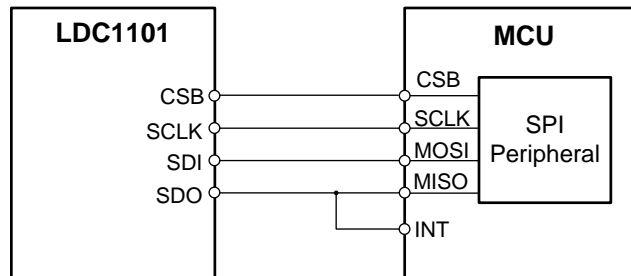 LDC1101
MCU
CSB
CSB
SCLK
SCLK
SPI
Peripheral
SDI
MOSI
SDO
MISO
INT